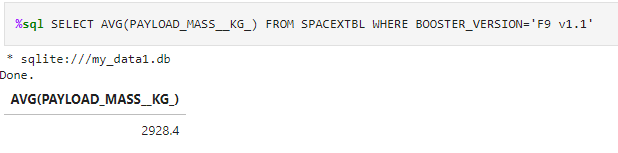 %sql SELECT AVG(PAYLOAD_MASS__KG_) FROM SPACEXTBL WHERE BOOSTER_VERSION='F9 v1.1'
* sqlite:///my_data1.db
Done.
AVG(PAYLOAD_MASS__KG_)
2928.4